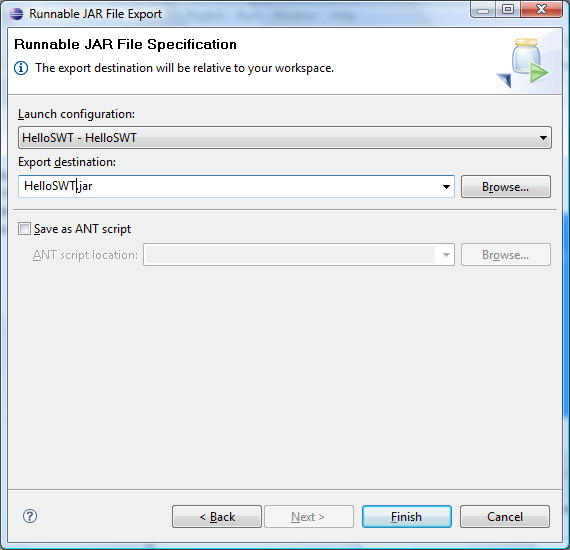 Runnable JAR File Export
Runnable JAR File Specification
The export destination will be relative to your workspace.
Launch configuration:
HelloSWT - HelloSWT
Export destination:
HelloSWT.jar
Browse...
Save as ANT script
ANT script location:
Browse...
< Back
Next >
Finish
Cancel